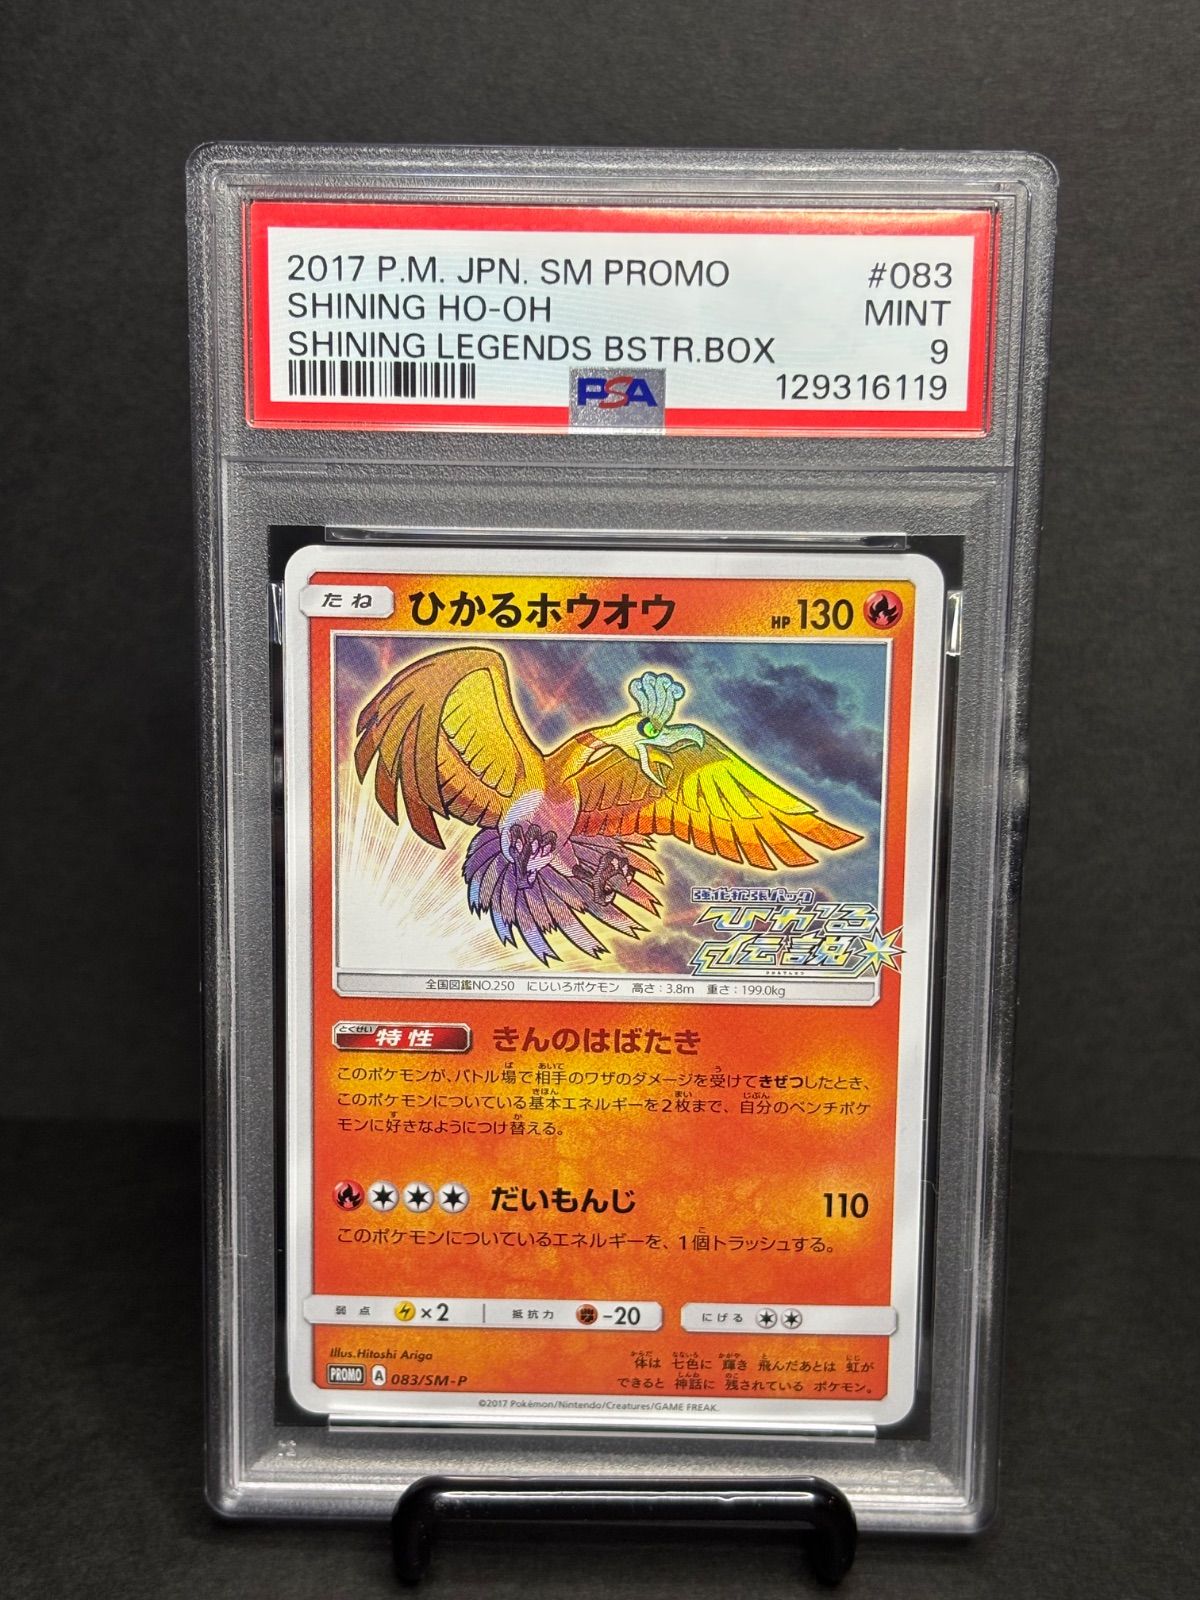 2017 P.M. JPN. SM PROMO #083
SHINING HO-OH MINT
SHINING LEGENDS BSTR.BOX 9
PSA 129316119
たね ひかるホウオウ HP 130
強化拡張パック
ひかる
伝説
全国図鑑NO.250 にじいろポケモン 高さ:3.8m 重さ:199.0kg
とくせい 特性 きんのはばたき
このポケモンが、バトル場で相手のワザのダメージを受けてきぜつしたとき、
このポケモンについている基本エネルギーを2枚まで、自分のベンチポケ
モンに好きなようにつけ替える。
だいもんじ 110
このポケモンについているエネルギーを、1個トラッシュする。
弱点 ×2 抵抗力 -20 にげる
Illus.Hitoshi Ariga
体は 七色に 輝き 飛んだあとは 虹が
PROMO A 083/SM-P できると 神話に 残されている ポケモン。
©2017 Pokémon/Nintendo/Creatures/GAME FREAK.